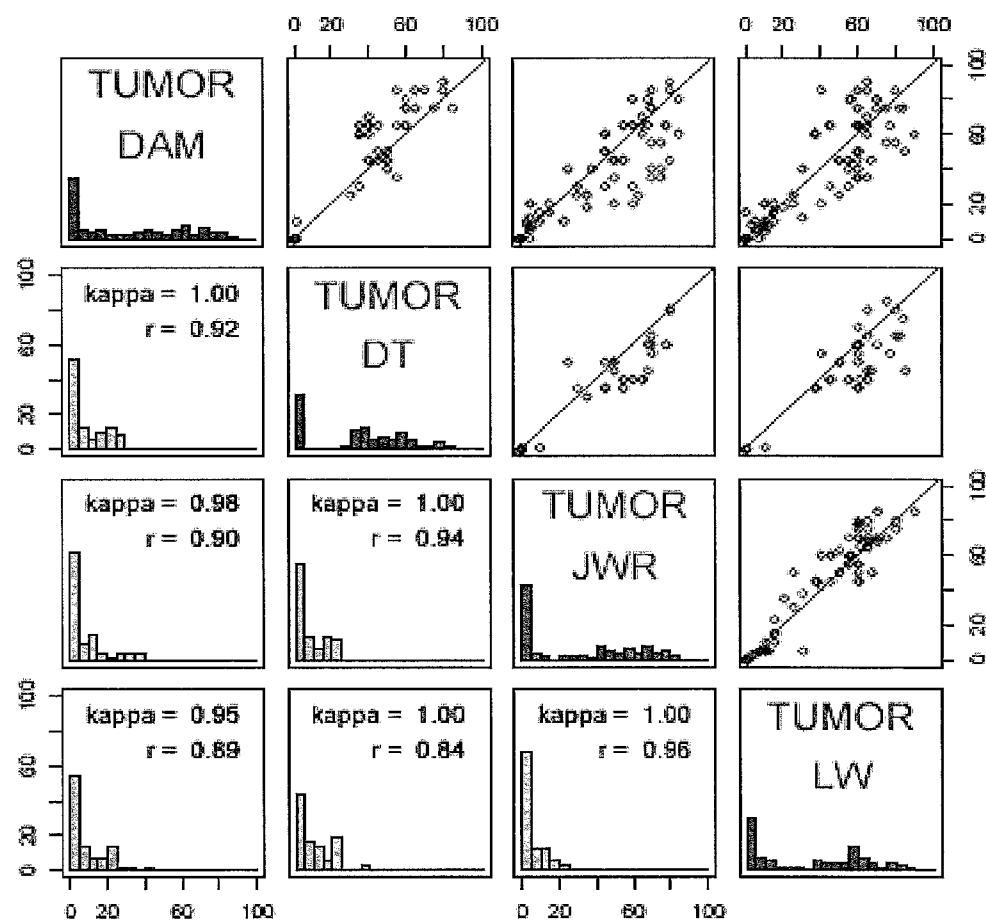 0 20 60 100 0 20 60 100
TUMOR
DAM
0 20 60 100
0 20 60 100
kappa = 1.00
r = 0.92
TUMOR
DT
kappa = 0.98
r = 0.90
kappa = 1.00
r = 0.94
TUMOR
JWR
0 20 60 100
0 20 60 100
kappa = 0.95
r = 0.89
kappa = 1.00
r = 0.84
kappa = 1.00
r = 0.96
TUMOR
LW
0 20 60 100 0 20 60 100